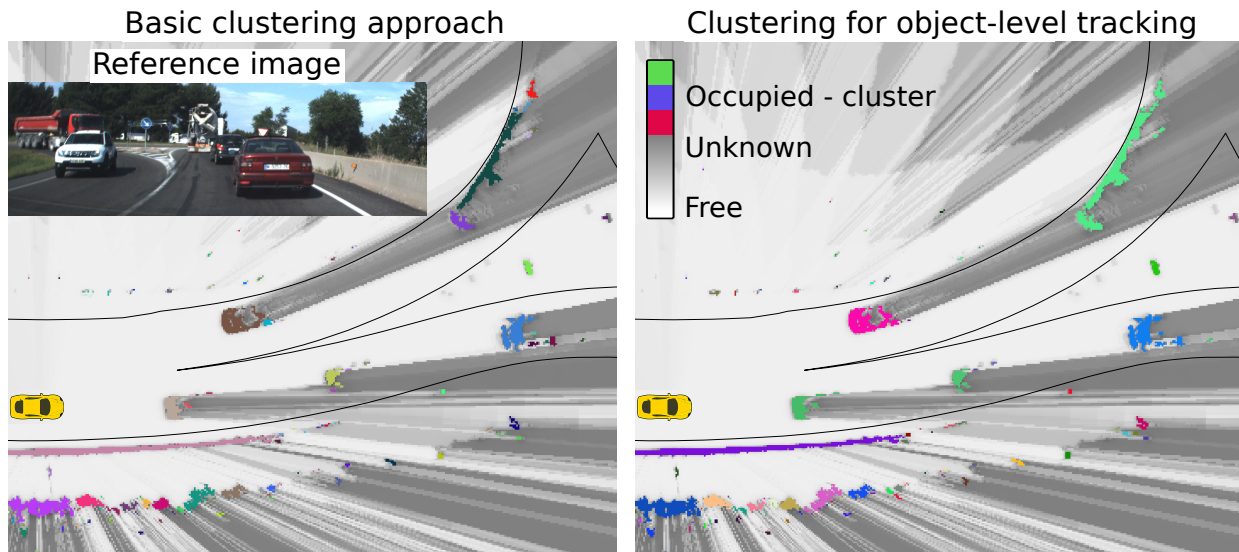 Basic clustering approach
Clustering for object-level tracking
Reference image
Occupied - cluster
Unknown
Free